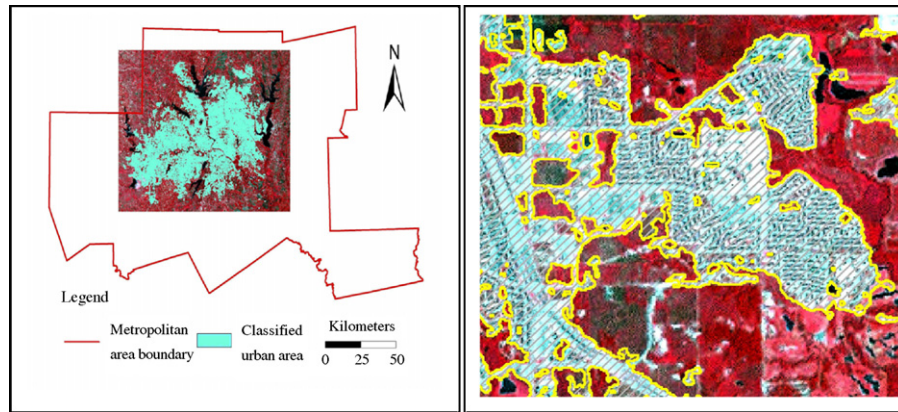 N
Legend
Metropolitan
area boundary
Classified
urban area
Kilometers
0 25 50